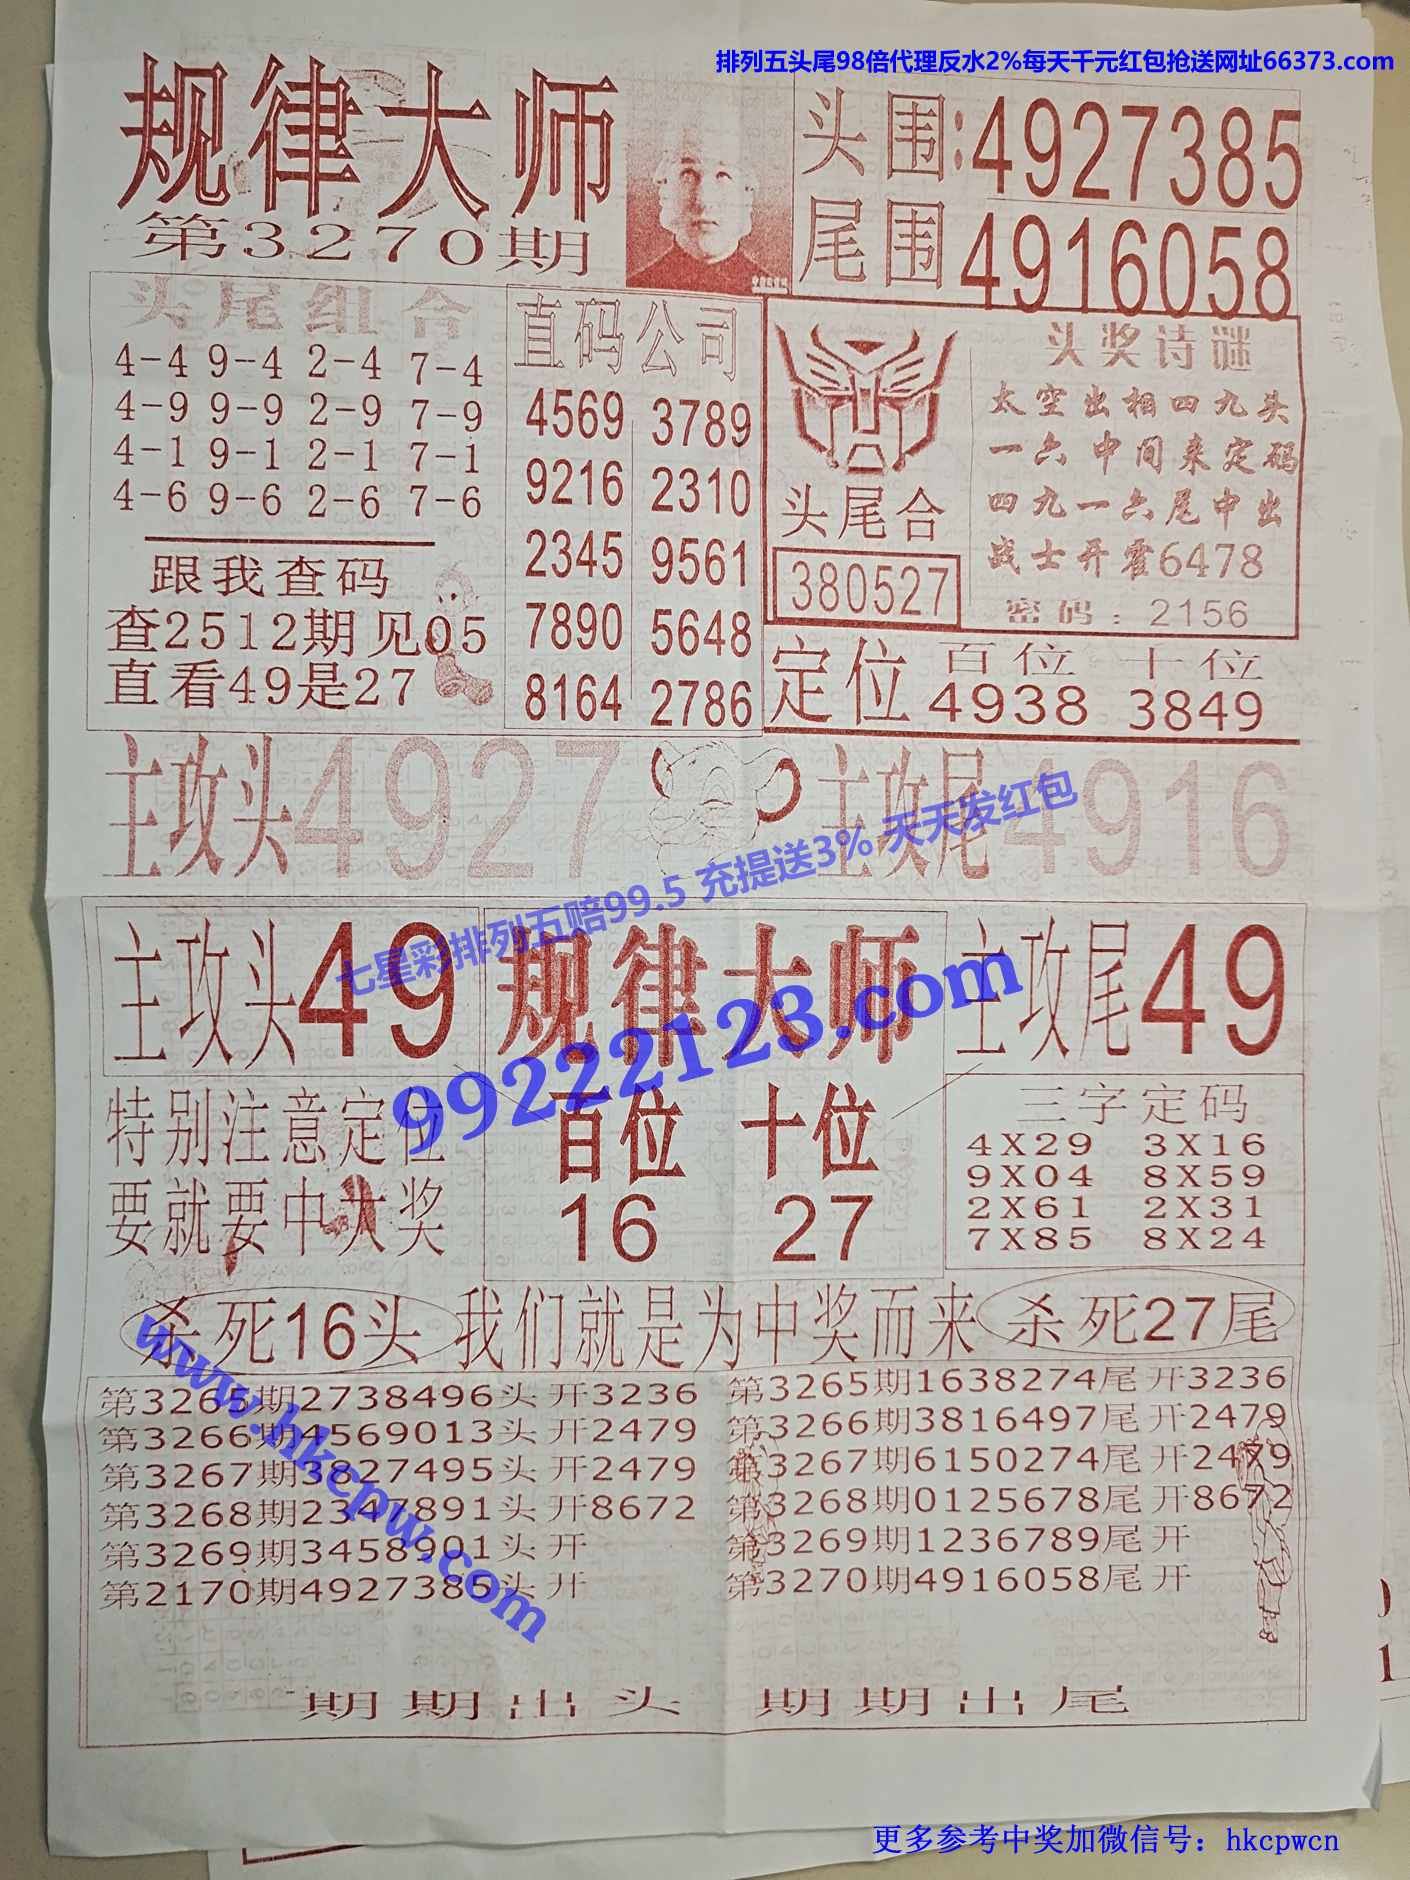 排列五头尾98倍代理反水2%每天千元红包抢送网址66373.com
规律大师
第3270期
头围:4927385
尾围4916058
头尾组合
4-4 9-4 2-4 7-4
4-9 9-9 2-9 7-9
4-1 9-1 2-1 7-1
4-6 9-6 2-6 7-6
跟我查码
查2512期见05
直看49是27
直码公司
4569 3789
9216 2310
2345 9561
7890 5648
8164 2786
头尾合
380527
头奖诗谜
太空出相四九头
一六中间来定码
四九一六尾中出
战士开霍6478
密码:2156
定位 百位 十位
4938 3849
主攻头4927
主攻尾4916
七星彩排列五赔99.5 充提送3% 天天发红包
主攻头49
规律大师
主攻尾49
99222123.com
特别注意定位
要就要中大奖
百位 十位
16 27
三字定码
4X29 3X16
9X04 8X59
2X61 2X31
7X85 8X24
杀死16头
我们就是为中奖而来
杀死27尾
www.hkcpw.com
第3265期2738496头开3236
第3266期4569013头开2479
第3267期3827495头开2479
第3268期2347891头开8672
第3269期3458901头开
第2170期4927385头开
第3265期1638274尾开3236
第3266期3816497尾开2479
第3267期6150274尾开2479
第3268期0125678尾开8672
第3269期1236789尾开
第3270期4916058尾开
期期出头 期期出尾
更多参考中奖加微信号：hkcpwcn